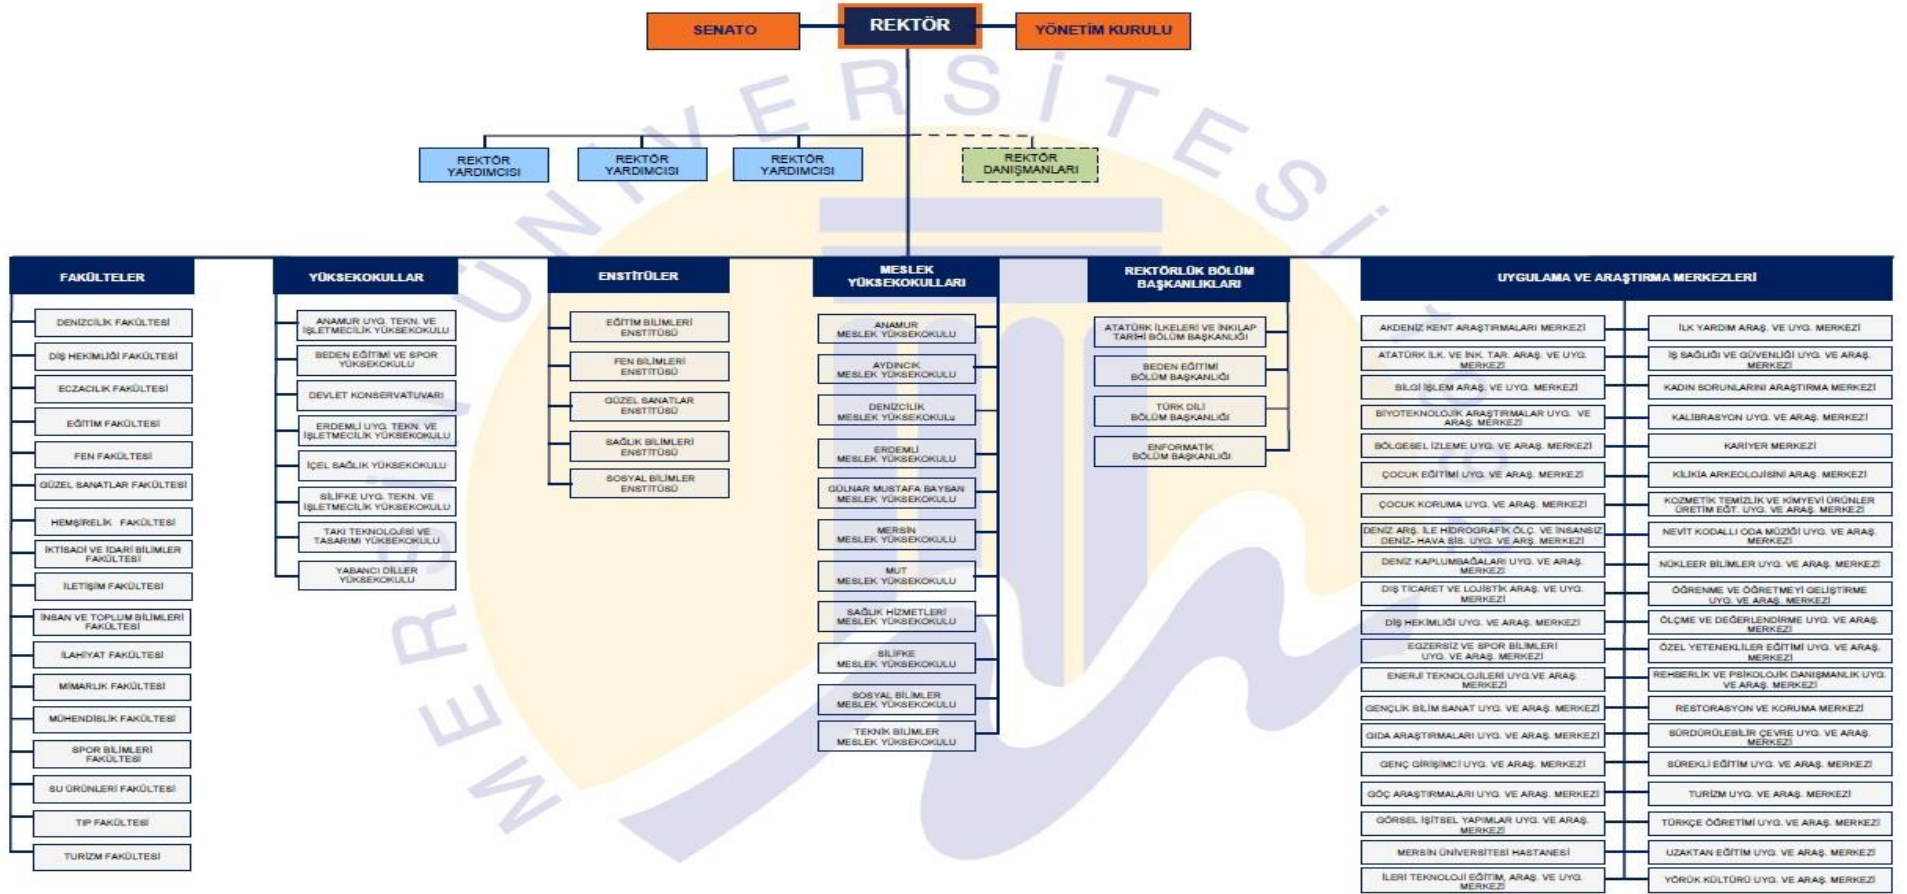 SENATO
REKTÖR
YÖNETİM KURULU
MERSİN ÜNİVERSİTESİ
REKTÖR
YARDIMCISI
REKTÖR
YARDIMCISI
REKTÖR
YARDIMCISI
REKTÖR
DANIŞMANLARI
FAKÜLTELER
DENİZCİLİK FAKÜLTESİ
DİŞ HEKİMLİĞİ FAKÜLTESİ
ECZACILIK FAKÜLTESİ
EĞİTİM FAKÜLTESİ
FEN FAKÜLTESİ
GÜZEL SANATLAR FAKÜLTESİ
HEMŞİRELİK FAKÜLTESİ
İKTİSADİ VE İDARİ BİLİMLER
FAKÜLTESİ
İLETİŞİM FAKÜLTESİ
İNSAN VE TOPLUM BİLİMLERİ
FAKÜLTESİ
İLAHİYAT FAKÜLTESİ
MİMARLIK FAKÜLTESİ
MÜHENDİSLİK FAKÜLTESİ
SPOR BİLİMLERİ
FAKÜLTESİ
SU ÜRÜNLERİ FAKÜLTESİ
TIP FAKÜLTESİ
TURİZM FAKÜLTESİ
YÜKSEKOKULLAR
ANAMUR UYG. TEKN. VE
İŞLETMECİLİK YÜKSEKOKULU
BEDEN EĞİTİMİ VE SPOR
YÜKSEKOKULU
DEVLET KONSERVATUVARI
ERDEMLİ UYG. TEKN. VE
İŞLETMECİLİK YÜKSEKOKULU
İÇEL SAĞLIK YÜKSEKOKULU
SİLİFKE UYG. TEKN. VE
İŞLETMECİLİK YÜKSEKOKULU
TAKI TEKNOLOJİSİ VE
TASARIMI YÜKSEKOKULU
YABANCI DİLLER
YÜKSEKOKULU
ENSTİTÜLER
EĞİTİM BİLİMLERİ
ENSTİTÜSÜ
FEN BİLİMLERİ
ENSTİTÜSÜ
GÜZEL SANATLAR
ENSTİTÜSÜ
SAĞLIK BİLİMLERİ
ENSTİTÜSÜ
SOSYAL BİLİMLER
ENSTİTÜSÜ
MESLEK
YÜKSEKOKULLARI
ANAMUR
MESLEK YÜKSEKOKULU
AYDINCIK
MESLEK YÜKSEKOKULU
DENİZCİLİK
MESLEK YÜKSEKOKULu
ERDEMLİ
MESLEK YÜKSEKOKULU
GÜLNAR MUSTAFA BAYSAN
MESLEK YÜKSEKOKULU
MERSİN
MESLEK YÜKSEKOKULU
MUT
MESLEK YÜKSEKOKULU
SAĞLIK HİZMETLERİ
MESLEK YÜKSEKOKULU
SİLİFKE
MESLEK YÜKSEKOKULU
SOSYAL BİLİMLER
MESLEK YÜKSEKOKULU
TEKNİK BİLİMLER
MESLEK YÜKSEKOKULU
REKTÖRLÜK BÖLÜM
BAŞKANLIKLARI
ATATÜRK İLKELERİ VE İNKILAP
TARİHİ BÖLÜM BAŞKANLIĞI
BEDEN EĞİTİMİ
BÖLÜM BAŞKANLIĞI
TÜRK DİLİ
BÖLÜM BAŞKANLIĞI
ENFORMATİK
BÖLÜM BAŞKANLIĞI
UYGULAMA VE ARAŞTIRMA MERKEZLERİ
AKDENİZ KENT ARAŞTIRMALARI MERKEZİ
ATATÜRK İLK. VE İNK. TAR. ARAŞ. VE UYG.
MERKEZİ
BİLGİ İŞLEM ARAŞ. VE UYG. MERKEZİ
BİYOTEKNOLOJİK ARAŞTIRMALAR UYG. VE
ARAŞ. MERKEZİ
BÖLGESEL İZLEME UYG. VE ARAŞ. MERKEZİ
ÇOCUK EĞİTİMİ UYG. VE ARAŞ. MERKEZİ
ÇOCUK KORUMA UYG. VE ARAŞ. MERKEZİ
DENİZ ARŞ. İLE HİDROGRAFİK ÖLÇ. VE İNSANSIZ
DENİZ- HAVA SİS. UYG. VE ARŞ. MERKEZİ
DENİZ KAPLUMBAĞALARI UYG. VE ARAŞ.
MERKEZİ
DIŞ TİCARET VE LOJİSTİK ARAŞ. VE UYG.
MERKEZİ
DİŞ HEKİMLİĞİ UYG. VE ARAŞ. MERKEZİ
EGZERSİZ VE SPOR BİLİMLERİ
UYG. VE ARAŞ. MERKEZİ
ENERJİ TEKNOLOJİLERİ UYG.VE ARAŞ.
MERKEZİ
GENÇLİK BİLİM SANAT UYG. VE ARAŞ. MERKEZİ
GIDA ARAŞTIRMALARI UYG. VE ARAŞ. MERKEZİ
GENÇ GİRİŞİMCİ UYG. VE ARAŞ. MERKEZİ
GÖÇ ARAŞTIRMALARI UYG. VE ARAŞ. MERKEZİ
GÖRSEL İŞİTSEL YAPIMLAR UYG. VE ARAŞ.
MERKEZİ
MERSİN ÜNİVERSİTESİ HASTANESİ
İLERİ TEKNOLOJİ EĞİTİM, ARAŞ. VE UYG.
MERKEZİ
İLK YARDIM ARAŞ. VE UYG. MERKEZİ
İŞ SAĞLIĞI VE GÜVENLİĞİ UYG. VE ARAŞ.
MERKEZİ
KADIN SORUNLARINI ARAŞTIRMA MERKEZİ
KALİBRASYON UYG. VE ARAŞ. MERKEZİ
KARİYER MERKEZİ
KİLİKİA ARKEOLOJİSİNİ ARAŞ. MERKEZİ
KOZMETİK TEMİZLİK VE KİMYEVİ ÜRÜNLER
ÜRETİM EĞT. UYG. VE ARAŞ. MERKEZİ
NEVİT KODALLI ODA MÜZİĞİ UYG. VE ARAŞ.
MERKEZİ
NÜKLEER BİLİMLER UYG. VE ARAŞ. MERKEZİ
ÖĞRENME VE ÖĞRETMEYİ GELİŞTİRME
UYG. VE ARAŞ. MERKEZİ
ÖLÇME VE DEĞERLENDİRME UYG. VE ARAŞ.
MERKEZİ
ÖZEL YETENEKLİLER EĞİTİMİ UYG. VE ARAŞ.
MERKEZİ
REHBERLİK VE PSİKOLOJİK DANIŞMANLIK UYG.
VE ARAŞ. MERKEZİ
RESTORASYON VE KORUMA MERKEZİ
SÜRDÜRÜLEBİLİR ÇEVRE UYG. VE ARAŞ.
MERKEZİ
SÜREKLİ EĞİTİM UYG. VE ARAŞ. MERKEZİ
TURİZM UYG. VE ARAŞ. MERKEZİ
TÜRKÇE ÖĞRETİMİ UYG. VE ARAŞ. MERKEZİ
UZAKTAN EĞİTİM UYG. VE ARAŞ. MERKEZİ
YÖRÜK KÜLTÜRÜ UYG. VE ARAŞ. MERKEZİ